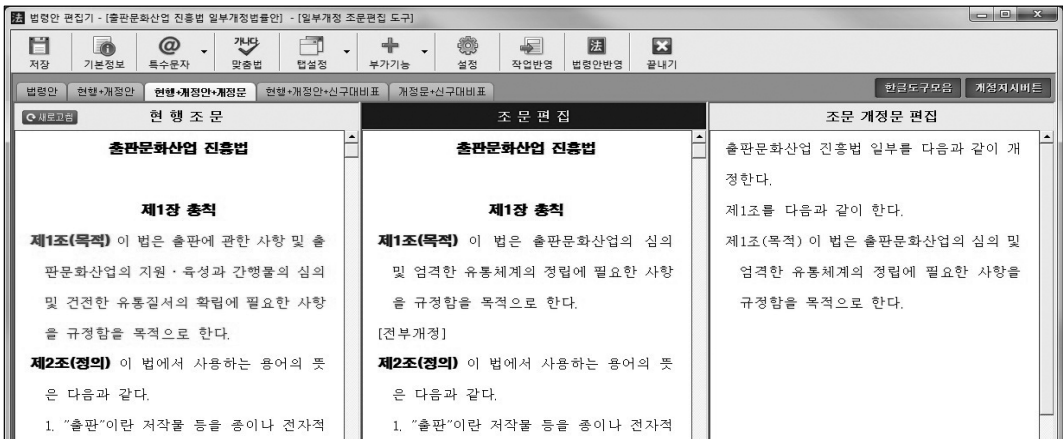 법령안 편집기 - [출판문화산업 진흥법 일부개정법률안] - [일부개정 조문편집 도구]
저장 기본정보 특수문자 맞춤법 탭설정 부가기능 설정 작업반영 법령안반영 끝내기
법령안 현행+개정안 현행+개정안+개정문 현행+개정안+신구대비표 개정문+신구대비표 한글도구모음 개정지시버튼
새로고침 현 행 조 문
출판문화산업 진흥법
제1장 총칙
제1조(목적) 이 법은 출판에 관한 사항 및 출
판문화산업의 지원ㆍ육성과 간행물의 심의
및 건전한 유통질서의 확립에 필요한 사항
을 규정함을 목적으로 한다.
제2조(정의) 이 법에서 사용하는 용어의 뜻
은 다음과 같다.
1. "출판"이란 저작물 등을 종이나 전자적
조 문 편 집
출판문화산업 진흥법
제1장 총칙
제1조(목적) 이 법은 출판문화산업의 심의
및 엄격한 유통체계의 정립에 필요한 사항
을 규정함을 목적으로 한다.
[전부개정]
제2조(정의) 이 법에서 사용하는 용어의 뜻
은 다음과 같다.
1. "출판"이란 저작물 등을 종이나 전자적
조문 개정문 편집
출판문화산업 진흥법 일부를 다음과 같이 개
정한다.
제1조를 다음과 같이 한다.
제1조(목적) 이 법은 출판문화산업의 심의 및
엄격한 유통체계의 정립에 필요한 사항을
규정함을 목적으로 한다.